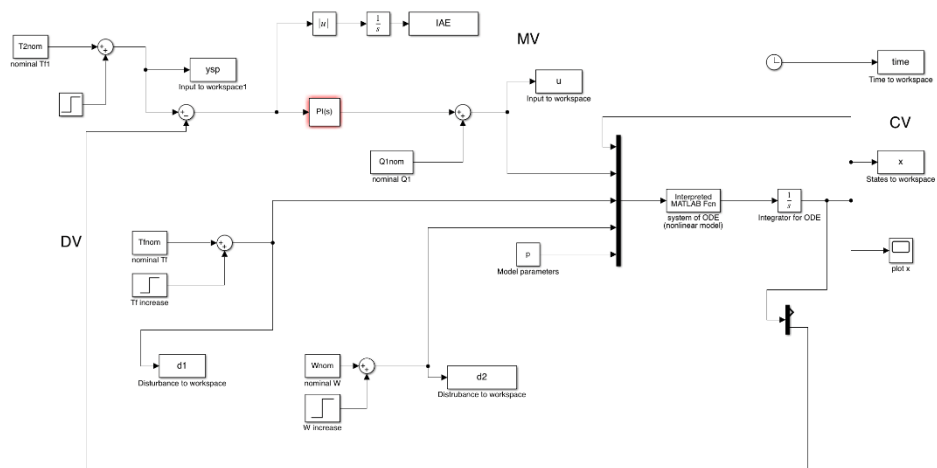 |u|
1
s
IAE
MV
T2nom
nominal Tf1
ysp
Input to workspace1
u
Input to workspace
time
Time to workspace
PI(s)
CV
Q1nom
nominal Q1
x
States to workspace
Interpreted
MATLAB Fcn
system of ODE
(nonlinear model)
1
s
Integrator for ODE
DV
Tfnom
nominal Tf
Tf increase
p
Model parameters
plot x
d1
Disturbance to workspace
Wnom
nominal W
W increase
d2
Disfrubance to workspace